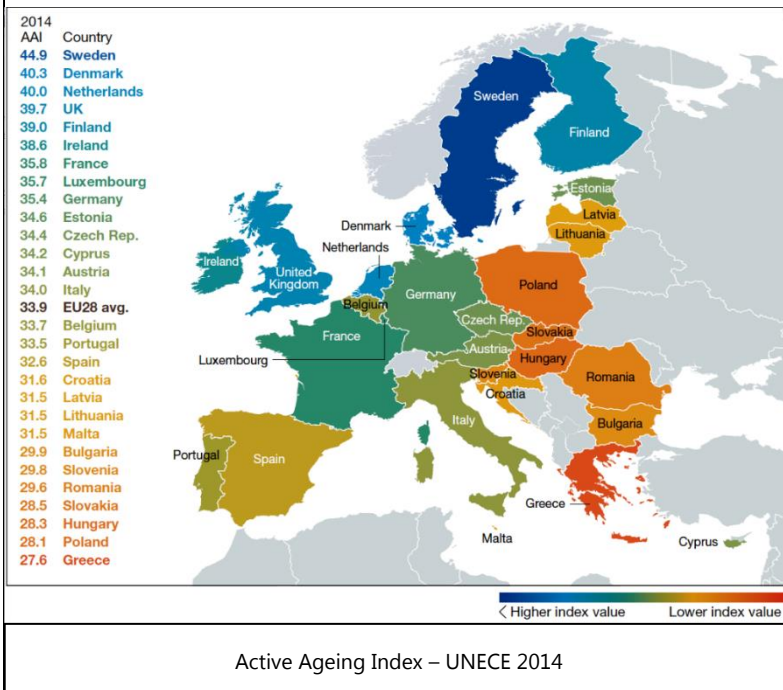 2014
AAI Country
44.9 Sweden
40.3 Denmark
40.0 Netherlands
39.7 UK
39.0 Finland
38.6 Ireland
35.8 France
35.7 Luxembourg
35.4 Germany
34.6 Estonia
34.4 Czech Rep.
34.2 Cyprus
34.1 Austria
34.0 Italy
33.9 EU28 avg.
33.7 Belgium
33.5 Portugal
32.6 Spain
31.6 Croatia
31.5 Latvia
31.5 Lithuania
31.5 Malta
29.9 Bulgaria
29.8 Slovenia
29.6 Romania
28.5 Slovakia
28.3 Hungary
28.1 Poland
27.6 Greece
Sweden
Finland
Estonia
Latvia
Lithuania
Denmark
Netherlands
Ireland
United
Kingdom
Belgium
Germany
Poland
Luxembourg
France
Czech Rep.
Slovakia
Austria
Hungary
Slovenia
Croatia
Romania
Bulgaria
Italy
Portugal
Spain
Greece
Malta
Cyprus
< Higher index value Lower index value
Active Ageing Index – UNECE 2014